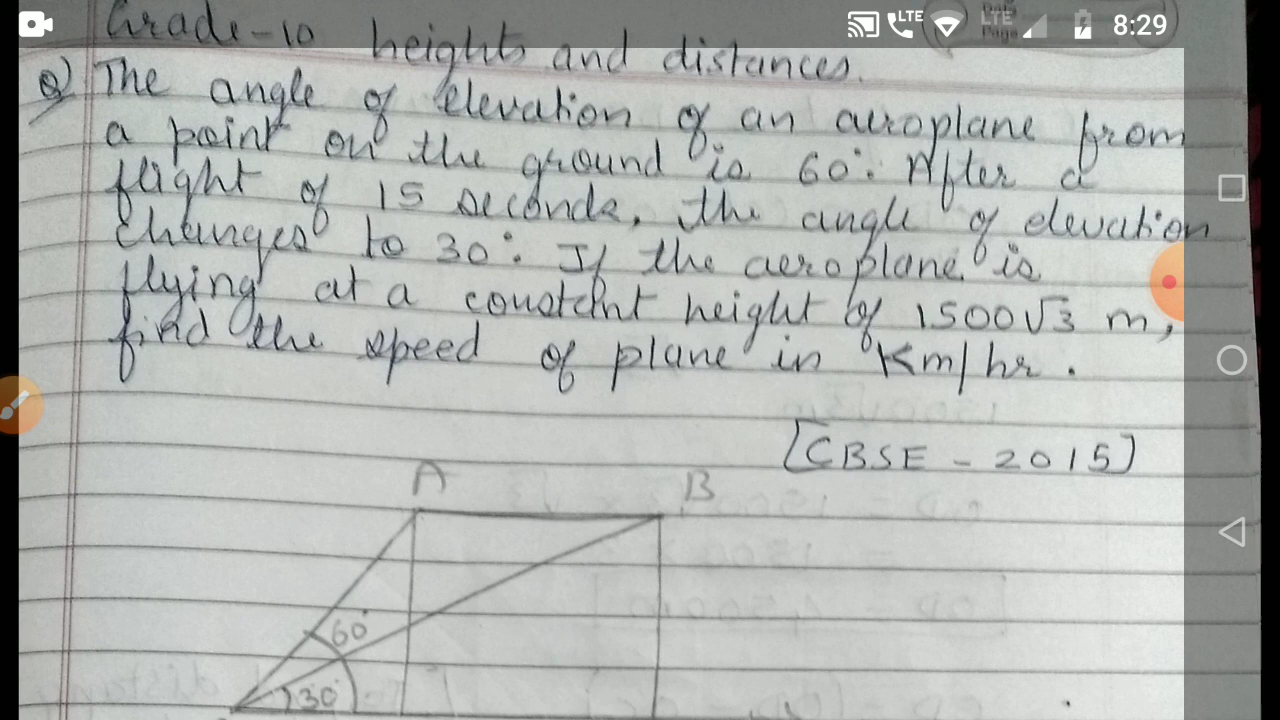 LTE
LTE
8:29
Page
Grade-10 heights and distances.
Q) The angle of elevation of an aeroplane from
a point on the ground is 60°. After a
flight of 15 seconds, the angle of elevation
changes to 30°. If the aeroplane is
flying at a constant height of 1500√3 m,
find the speed of plane in Km/hr.
[CBSE - 2015]
A
B
60°
30°